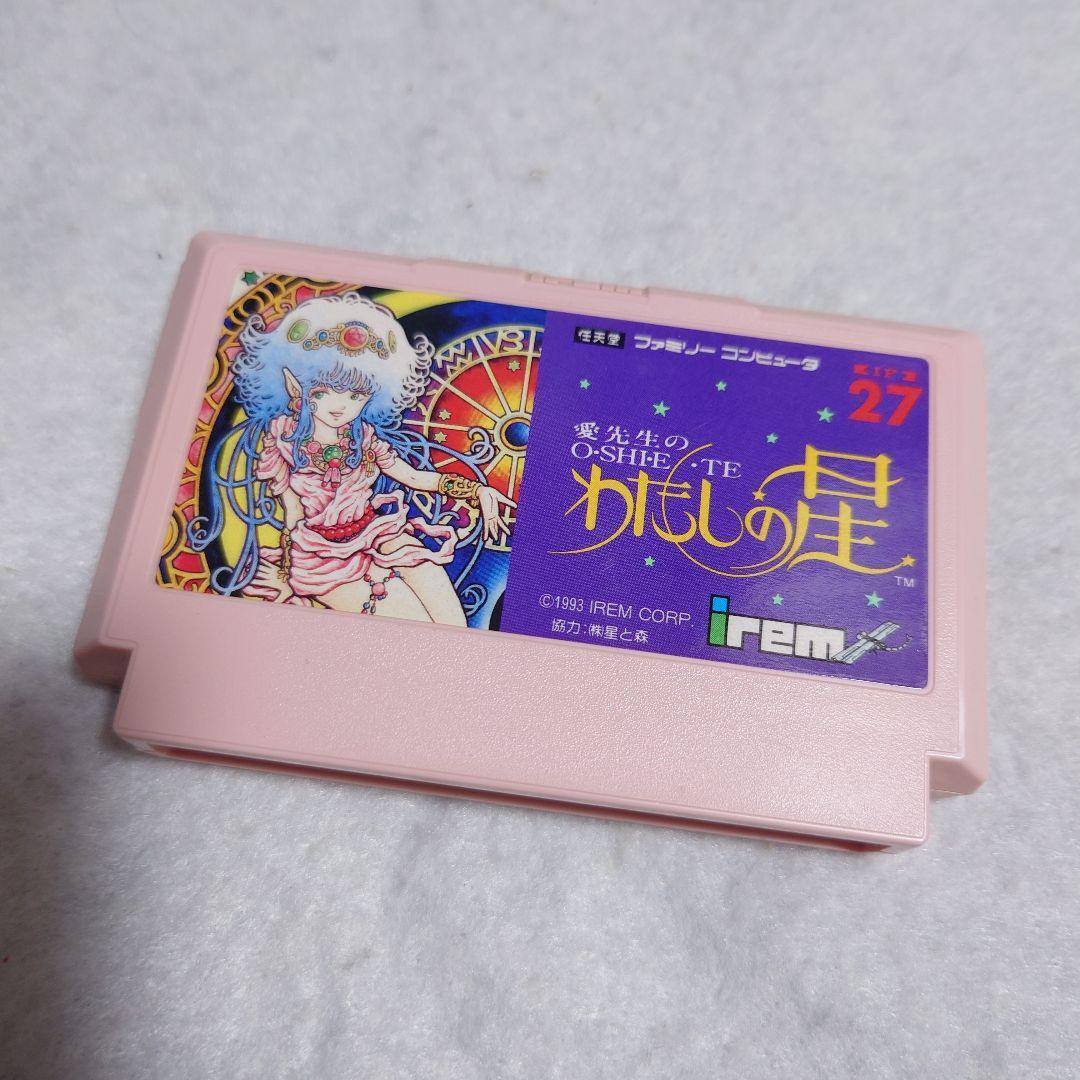 任天堂 ファミリー コンピュータ
IF
27
愛先生の
O・SHI・E・TE
わたしの星
TM
©1993 IREM CORP.
協力:㈱星と森
irem